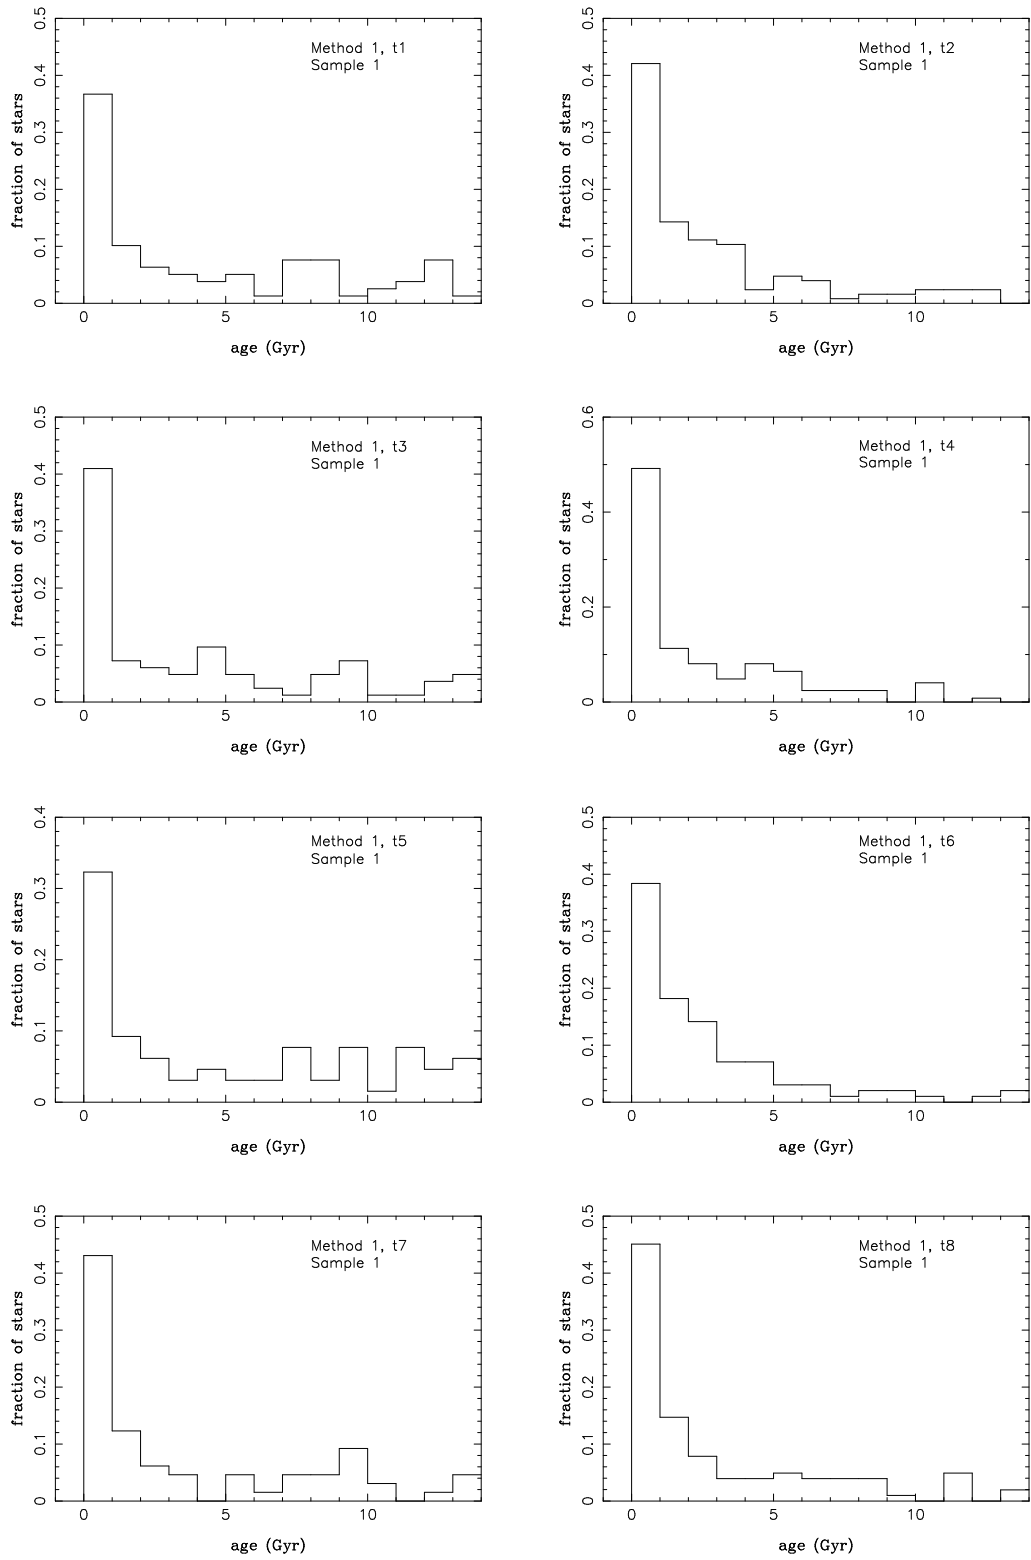 Method 1, t1
Sample 1
fraction of stars
0 0.1 0.2 0.3 0.4 0.5
0 5 10
age (Gyr)
Method 1, t2
Sample 1
fraction of stars
0 0.1 0.2 0.3 0.4 0.5
0 5 10
age (Gyr)
Method 1, t3
Sample 1
fraction of stars
0 0.1 0.2 0.3 0.4 0.5
0 5 10
age (Gyr)
Method 1, t4
Sample 1
fraction of stars
0 0.2 0.4 0.6
0 5 10
age (Gyr)
Method 1, t5
Sample 1
fraction of stars
0 0.1 0.2 0.3 0.4
0 5 10
age (Gyr)
Method 1, t6
Sample 1
fraction of stars
0 0.1 0.2 0.3 0.4 0.5
0 5 10
age (Gyr)
Method 1, t7
Sample 1
fraction of stars
0 0.1 0.2 0.3 0.4 0.5
0 5 10
age (Gyr)
Method 1, t8
Sample 1
fraction of stars
0 0.1 0.2 0.3 0.4 0.5
0 5 10
age (Gyr)